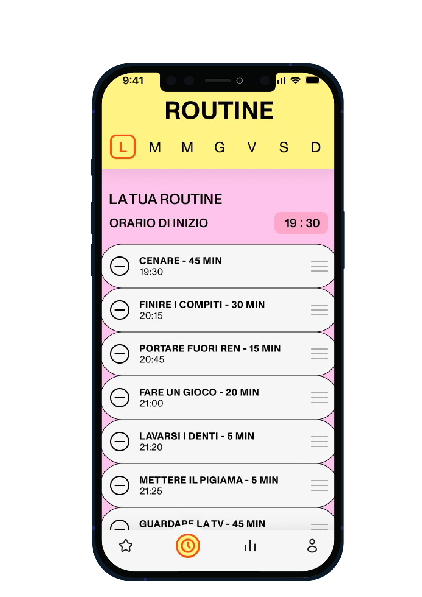 9:41
ROUTINE
L M M G V S D
LA TUA ROUTINE
ORARIO DI INIZIO 19 : 30
CENARE - 45 MIN
19:30
FINIRE I COMPITI - 30 MIN
20:15
PORTARE FUORI REN - 15 MIN
20:45
FARE UN GIOCO - 20 MIN
21:00
LAVARSI I DENTI - 5 MIN
21:20
METTERE IL PIGIAMA - 5 MIN
21:25
GUARDARE LA TV - 45 MIN